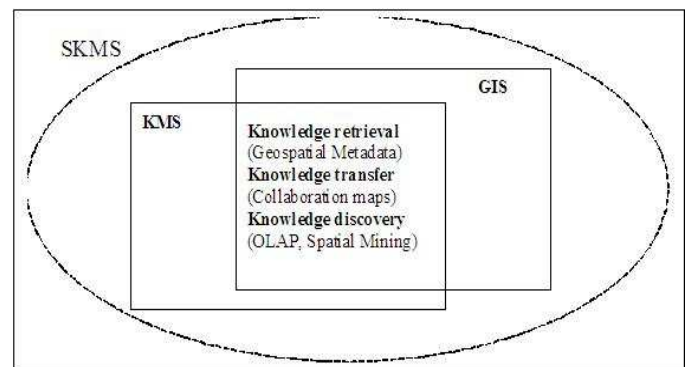 SKMS
GIS
KMS
Knowledge retrieval
(Geospatial Metadata)
Knowledge transfer
(Collaboration maps)
Knowledge discovery
(OLAP, Spatial Mining)